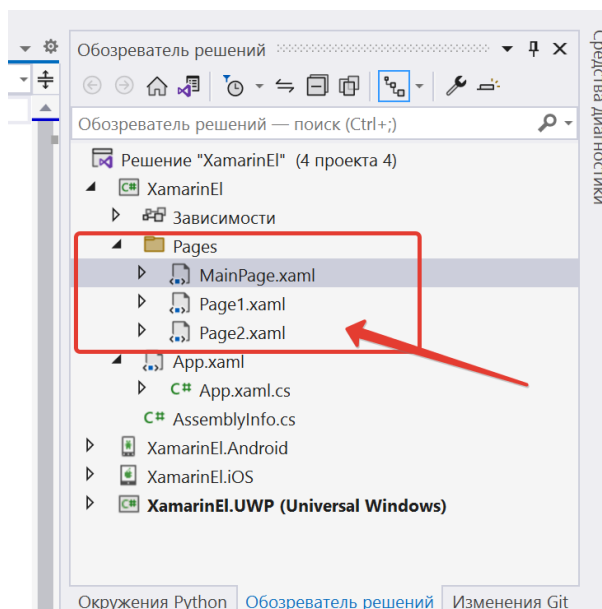 Обозреватель решений
Обозреватель решений — поиск (Ctrl+;)
Решение "XamarinEl" (4 проекта 4)
C# XamarinEl
Зависимости
Pages
MainPage.xaml
Page1.xaml
Page2.xaml
App.xaml
C# App.xaml.cs
C# AssemblyInfo.cs
XamarinEl.Android
XamarinEl.iOS
C# XamarinEl.UWP (Universal Windows)
Окружения Python Обозреватель решений Изменения Git
Средства диагностики